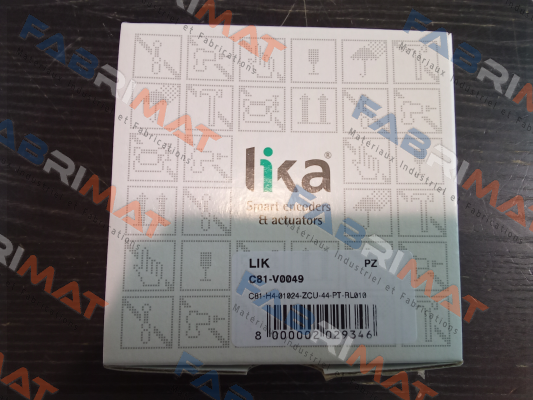 lika®
Smart encoders
& actuators
LIK PZ
C81-V0049
C81-H4-01024-ZCU-44-PT-RL010
8 000002 029346
FABRIMAT
Materiaux Industriel et Fabrications